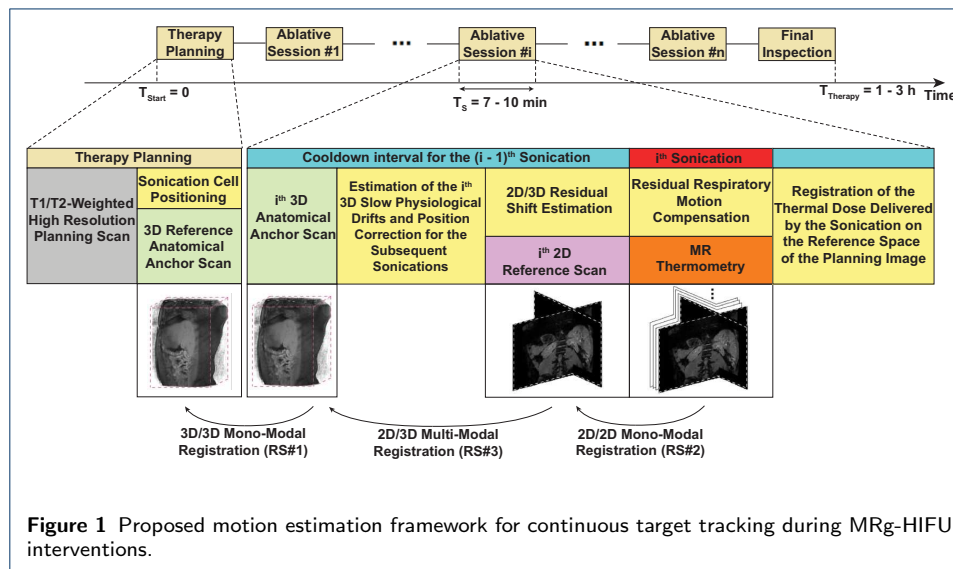 Therapy
Planning
Ablative
Session #1
...
Ablative
Session #i
...
Ablative
Session #n
Final
Inspection
T_Start = 0
T_S = 7 - 10 min
T_Therapy = 1 - 3 h
Time
Therapy Planning
Cooldown interval for the (i - 1)th Sonication
ith Sonication
T1/T2-Weighted
High Resolution
Planning Scan
Sonication Cell
Positioning
3D Reference
Anatomical
Anchor Scan
ith 3D
Anatomical
Anchor Scan
Estimation of the ith
3D Slow Physiological
Drifts and Position
Correction for the
Subsequent
Sonications
2D/3D Residual
Shift Estimation
ith 2D
Reference Scan
Residual Respiratory
Motion
Compensation
MR
Thermometry
Registration of the
Thermal Dose Delivered
by the Sonication on
the Reference Space
of the Planning Image
3D/3D Mono-Modal
Registration (RS#1)
2D/3D Multi-Modal
Registration (RS#3)
2D/2D Mono-Modal
Registration (RS#2)
Figure 1 Proposed motion estimation framework for continuous target tracking during MRg-HIFU
interventions.